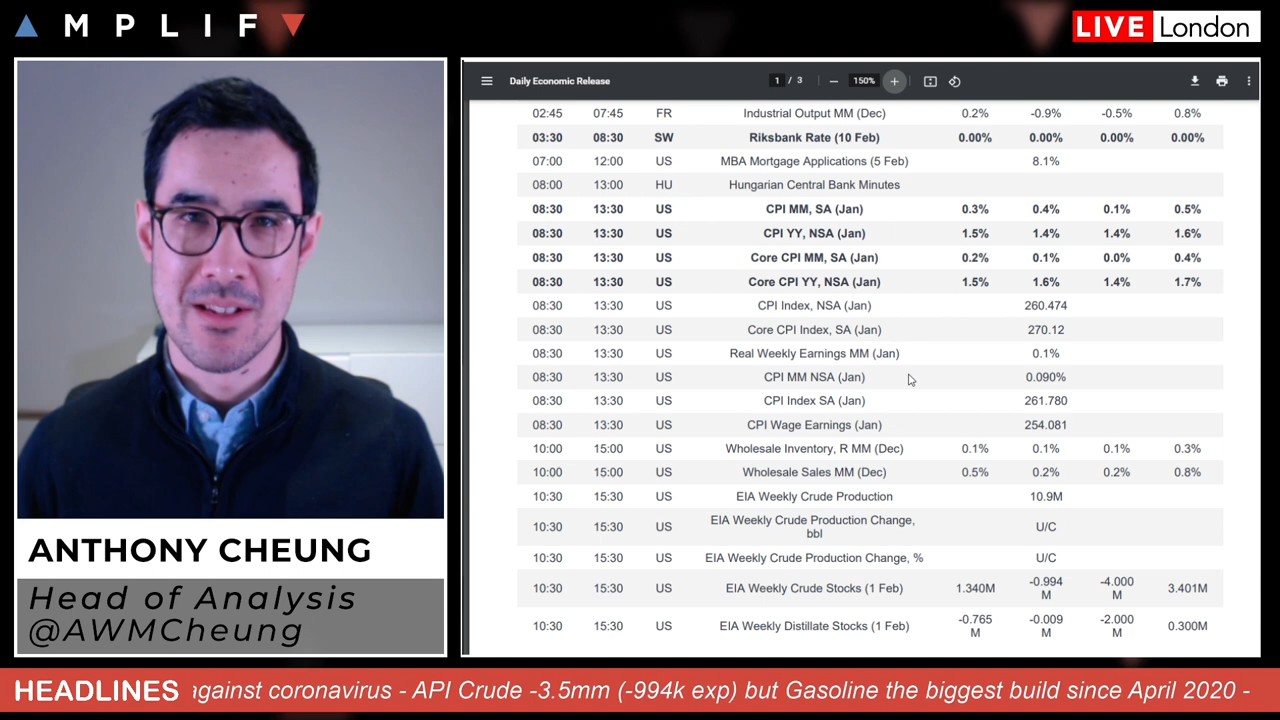 ▲ M P L I F ▼
LIVE London
Daily Economic Release
1 / 3
150%
02:45 07:45 FR Industrial Output MM (Dec) 0.2% -0.9% -0.5% 0.8%
03:30 08:30 SW Riksbank Rate (10 Feb) 0.00% 0.00% 0.00% 0.00%
07:00 12:00 US MBA Mortgage Applications (5 Feb) 8.1%
08:00 13:00 HU Hungarian Central Bank Minutes
08:30 13:30 US CPI MM, SA (Jan) 0.3% 0.4% 0.1% 0.5%
08:30 13:30 US CPI YY, NSA (Jan) 1.5% 1.4% 1.4% 1.6%
08:30 13:30 US Core CPI MM, SA (Jan) 0.2% 0.1% 0.0% 0.4%
08:30 13:30 US Core CPI YY, NSA (Jan) 1.5% 1.6% 1.4% 1.7%
08:30 13:30 US CPI Index, NSA (Jan) 260.474
08:30 13:30 US Core CPI Index, SA (Jan) 270.12
08:30 13:30 US Real Weekly Earnings MM (Jan) 0.1%
08:30 13:30 US CPI MM NSA (Jan) 0.090%
08:30 13:30 US CPI Index SA (Jan) 261.780
08:30 13:30 US CPI Wage Earnings (Jan) 254.081
10:00 15:00 US Wholesale Inventory, R MM (Dec) 0.1% 0.1% 0.1% 0.3%
10:00 15:00 US Wholesale Sales MM (Dec) 0.5% 0.2% 0.2% 0.8%
10:30 15:30 US EIA Weekly Crude Production 10.9M
10:30 15:30 US EIA Weekly Crude Production Change, U/C
bbl
10:30 15:30 US EIA Weekly Crude Production Change, % U/C
10:30 15:30 US EIA Weekly Crude Stocks (1 Feb) 1.340M -0.994 -4.000 3.401M
M M
10:30 15:30 US EIA Weekly Distillate Stocks (1 Feb) -0.765 -0.009 -2.000 0.300M
M M M
ANTHONY CHEUNG
Head of Analysis
@AWMCheung
HEADLINES against coronavirus - API Crude -3.5mm (-994k exp) but Gasoline the biggest build since April 2020 -